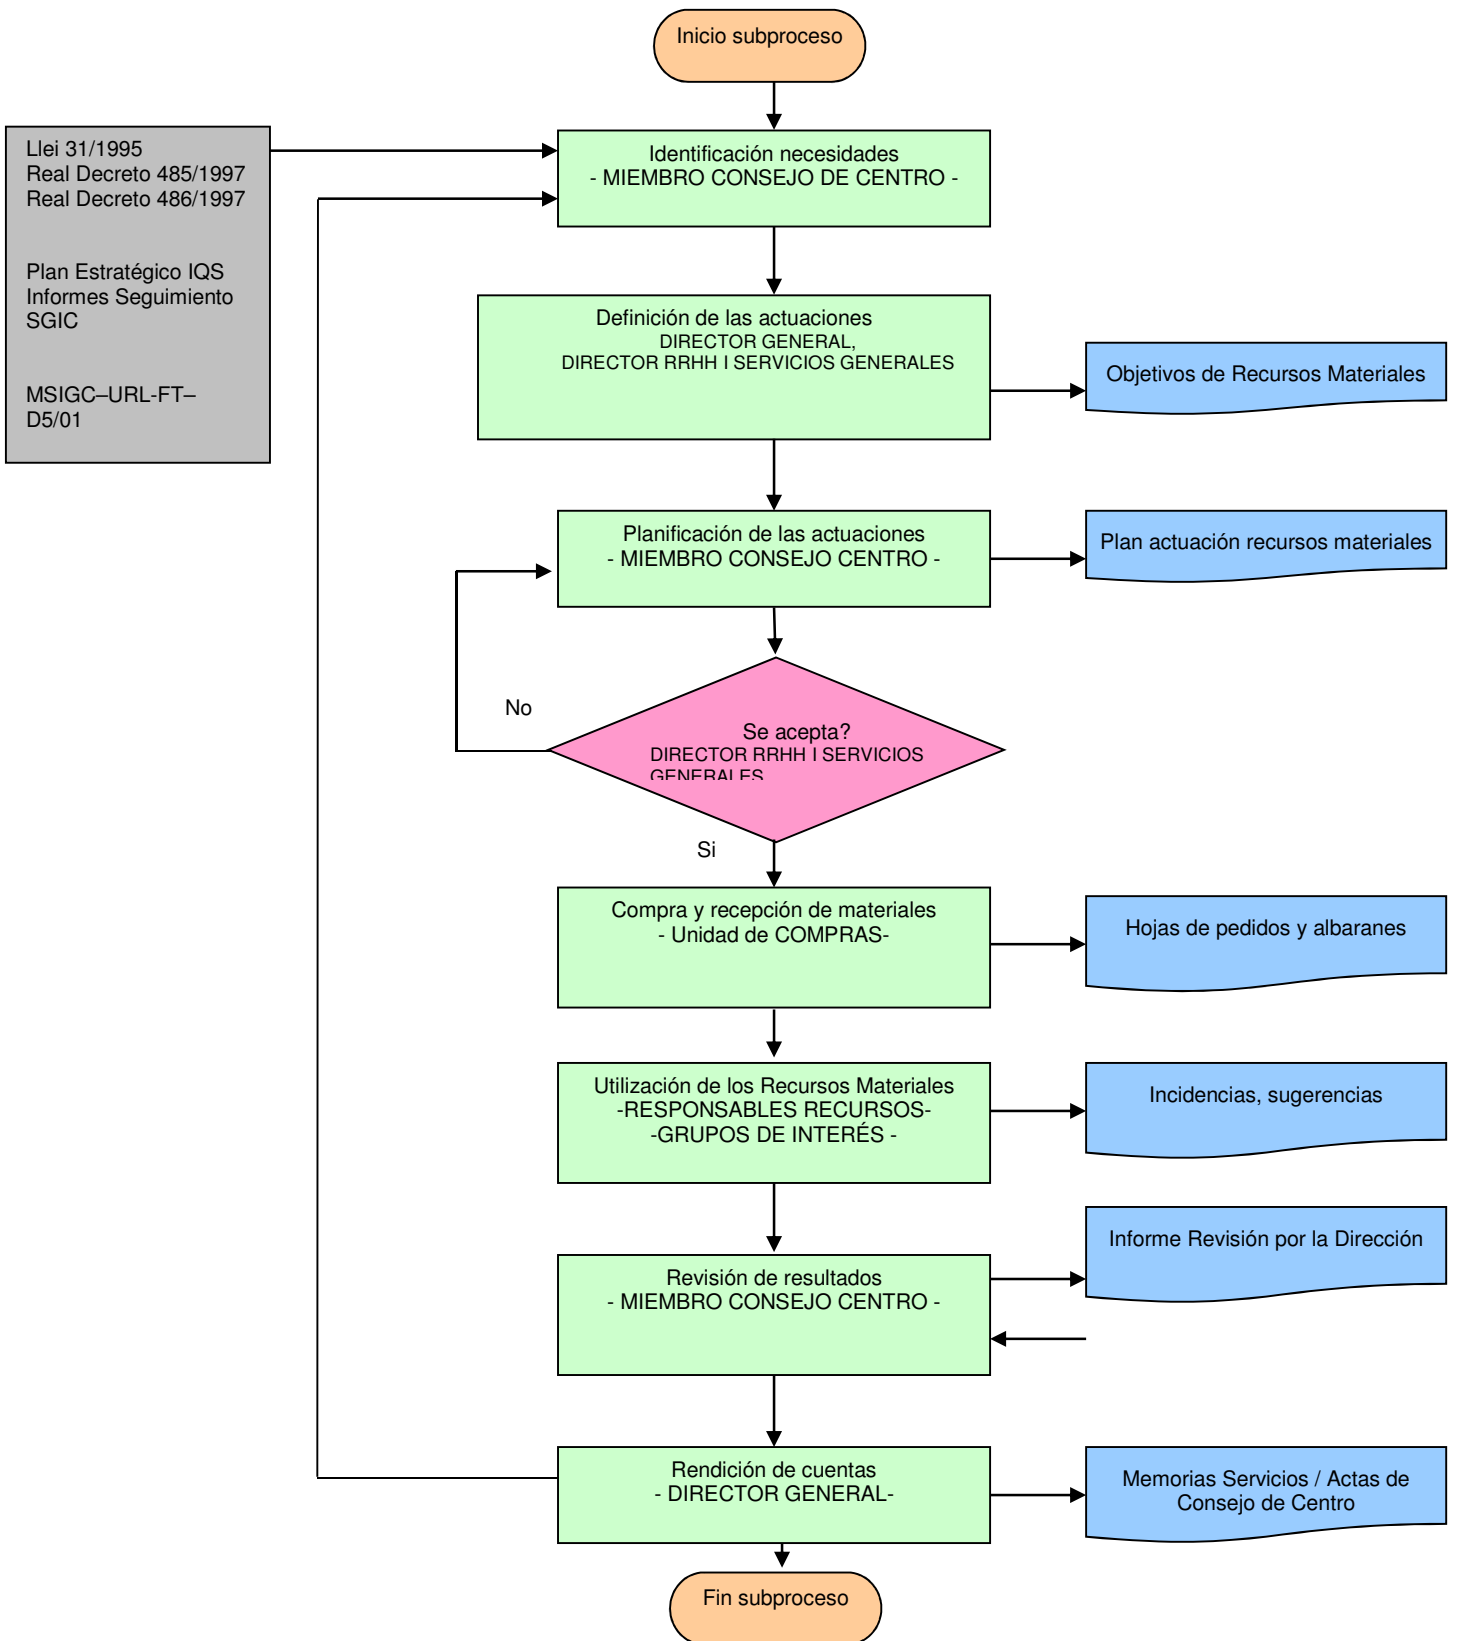 Inicio subproceso
Llei 31/1995
Real Decreto 485/1997
Real Decreto 486/1997
Plan Estratégico IQS
Informes Seguimiento
SGIC
MSIGC–URL-FT–
D5/01
Identificación necesidades
- MIEMBRO CONSEJO DE CENTRO -
Definición de las actuaciones
DIRECTOR GENERAL,
DIRECTOR RRHH I SERVICIOS GENERALES
Objetivos de Recursos Materiales
Planificación de las actuaciones
- MIEMBRO CONSEJO CENTRO -
Plan actuación recursos materiales
No
Se acepta?
DIRECTOR RRHH I SERVICIOS
GENERALES
Si
Compra y recepción de materiales
- Unidad de COMPRAS-
Hojas de pedidos y albaranes
Utilización de los Recursos Materiales
-RESPONSABLES RECURSOS-
-GRUPOS DE INTERÉS -
Incidencias, sugerencias
Informe Revisión por la Dirección
Revisión de resultados
- MIEMBRO CONSEJO CENTRO -
Rendición de cuentas
- DIRECTOR GENERAL-
Memorias Servicios / Actas de
Consejo de Centro
Fin subproceso